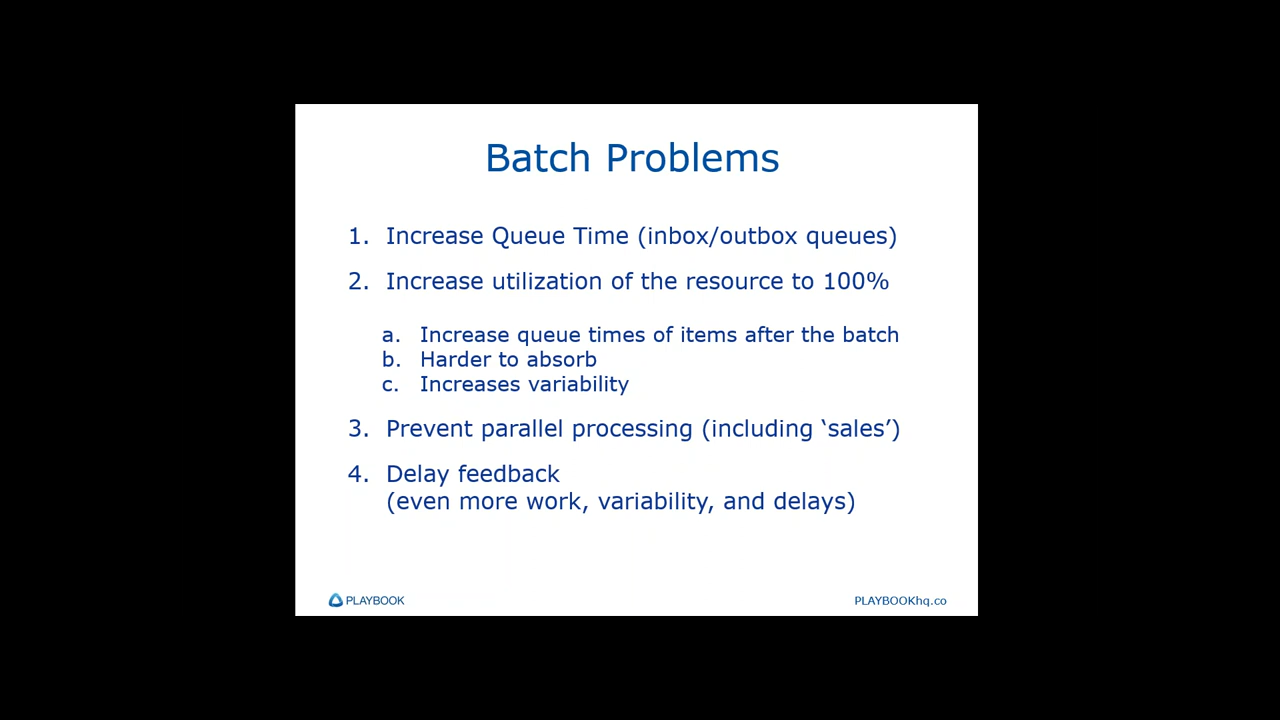 Batch Problems
1. Increase Queue Time (inbox/outbox queues)
2. Increase utilization of the resource to 100%
a. Increase queue times of items after the batch
b. Harder to absorb
c. Increases variability
3. Prevent parallel processing (including ‘sales’)
4. Delay feedback
(even more work, variability, and delays)
PLAYBOOK
PLAYBOOKhq.co